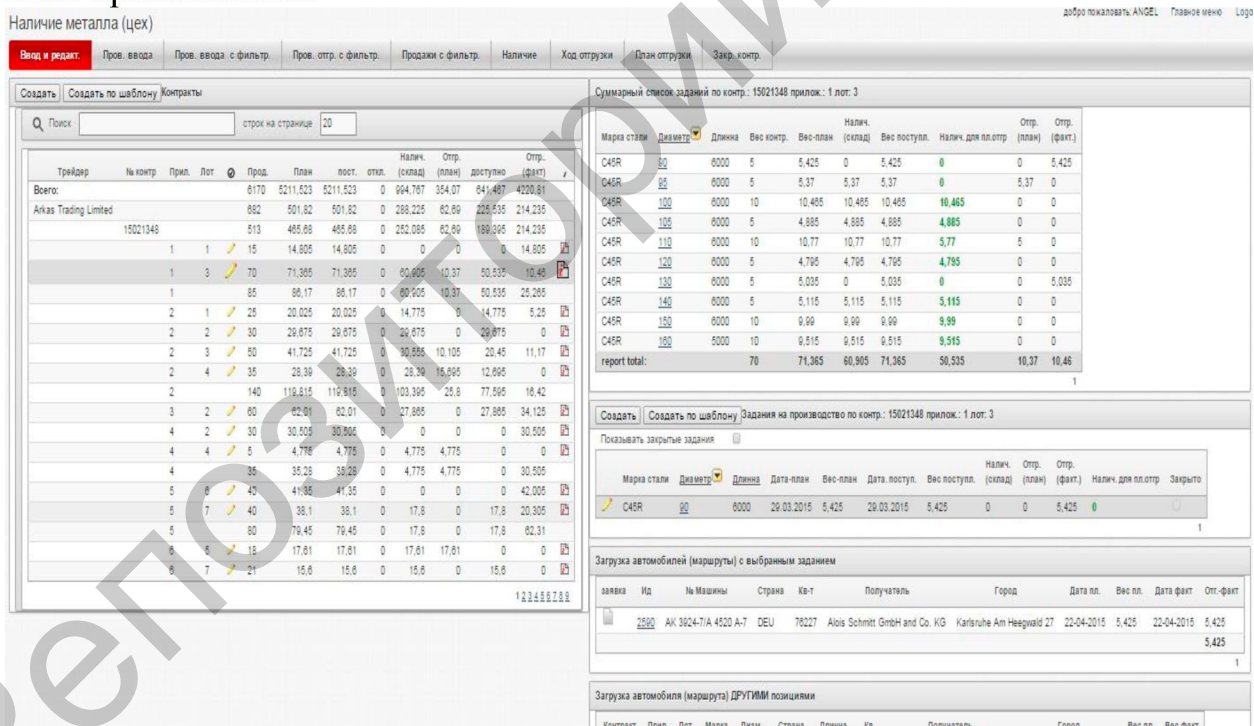 добро пожаловать: ANGEL Главное меню Logo
Наличие металла (цех)
Ввод и редакт. Пров. ввода Пров. ввода с фильтр. Пров. отгр. с фильтр. Продажи с фильтр. Наличие Ход отгрузки План отгрузки Закр. контр.
Создать Создать по шаблону Контракты
Поиск строк на странице 20
Трейдер № контр Прил. Лот Прод. План пост. откл. Налич. (склад) Отгр. (план) доступно Отгр.. (факт)
Всего: 6170 5211,523 5211,523 0 994,767 354,07 641,467 4220,81
Arkas Trading Limited 682 501,82 501,82 0 288,225 62,69 225,535 214,235
15021348 513 465,68 465,68 0 252,085 62,69 189,395 214,235
1 1 15 14,805 14,805 0 0 0 0 14,805
1 3 70 71,365 71,365 0 60,905 10,37 50,535 10,46
1 85 86,17 86,17 0 60,905 10,37 50,535 25,265
2 1 25 20,025 20,025 0 14,775 0 14,775 5,25
2 2 30 29,675 29,675 0 29,675 0 29,675 0
2 3 50 41,725 41,725 0 30,555 10,105 20,45 11,17
2 4 35 28,39 28,39 0 28,39 15,695 12,695 0
2 140 119,815 119,815 0 103,395 25,8 77,595 16,42
3 2 60 62,01 62,01 0 27,865 0 27,865 34,125
4 2 30 30,505 30,505 0 0 0 0 30,505
4 4 5 4,775 4,775 0 4,775 4,775 0 0
4 35 35,28 35,28 0 4,775 4,775 0 30,505
5 6 40 41,35 41,35 0 0 0 0 42,005
5 7 40 38,1 38,1 0 17,8 0 17,8 20,305
5 80 79,45 79,45 0 17,8 0 17,8 62,31
6 5 18 17,61 17,61 0 17,61 17,61 0 0
6 7 21 15,6 15,6 0 15,6 0 15,6 0
1 2 3 4 5 6 7 8 9
Суммарный список заданий по контр.: 15021348 прилож.: 1 лот: 3
Марка стали Диаметр Длинна Вес контр. Вес-план Налич. (склад) Вес поступл. Налич. для пл.отгр Отгр. (план) Отгр. (факт.)
C45R 90 6000 5 5,425 0 5,425 0 0 5,425
C45R 95 6000 5 5,37 5,37 5,37 0 5,37 0
C45R 100 6000 10 10,465 10,465 10,465 10,465 0 0
C45R 105 6000 5 4,885 4,885 4,885 4,885 0 0
C45R 110 6000 10 10,77 10,77 10,77 5,77 5 0
C45R 120 6000 5 4,795 4,795 4,795 4,795 0 0
C45R 130 6000 5 5,035 0 5,035 0 0 5,035
C45R 140 6000 5 5,115 5,115 5,115 5,115 0 0
C45R 150 6000 10 9,99 9,99 9,99 9,99 0 0
C45R 160 5000 10 9,515 9,515 9,515 9,515 0 0
report total: 70 71,365 60,905 71,365 50,535 10,37 10,46
1
Создать Создать по шаблону Задания на производство по контр.: 15021348 прилож.: 1 лот: 3
Показывать закрытые задания
Марка стали Диаметр Длинна Дата-план Вес-план Дата. поступ. Вес поступл. Налич. (склад) Отгр. (план) Отгр. (факт.) Налич. для пл.отгр Закрыто
C45R 90 6000 29.03.2015 5,425 29.03.2015 5,425 0 0 5,425 0
1
Загрузка автомобилей (маршруты) с выбранным заданием
заявка Ид № Машины Страна Кв-т Получатель Город Дата пл. Вес пл. Дата факт Отг.-факт
2590 AK 3924-7/A 4520 A-7 DEU 76227 Alois Schmitt GmbH and Co. KG Karlsruhe Am Heegwald 27 22-04-2015 5,425 22-04-2015 5,425
5,425
1
Загрузка автомобиля (маршрута) ДРУГИМИ позициями
Контракт Прил. Лот Марка Диам. Страна Длинна Кв. Получатель Город Вес пл. Вес факт
репозитори